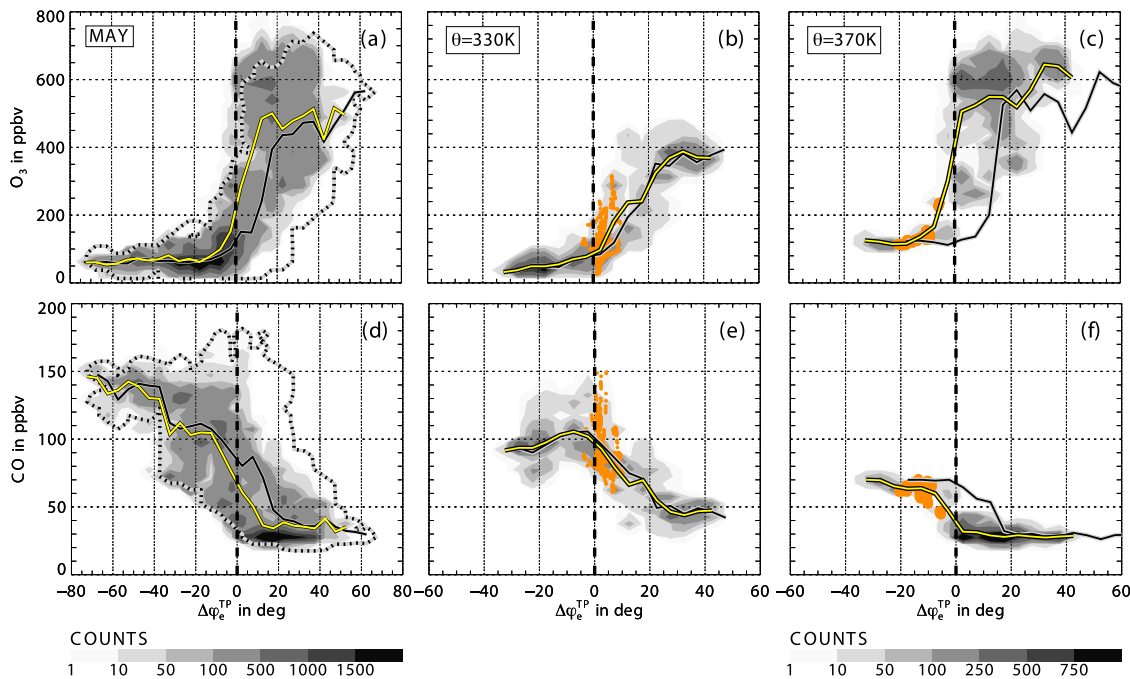 MAY
(a)
θ=330K
(b)
θ=370K
(c)
O3 in ppbv
800
600
400
200
0
(d)
(e)
(f)
CO in ppbv
200
150
100
50
0
−80 −60 −40 −20 0 20 40 60 80
−40 −20 0 20 40 60
−40 −20 0 20 40 60
Δφe^TP in deg
Δφe^TP in deg
Δφe^TP in deg
COUNTS
1 10 50 100 500 1000 1500
COUNTS
1 10 50 100 250 500 750